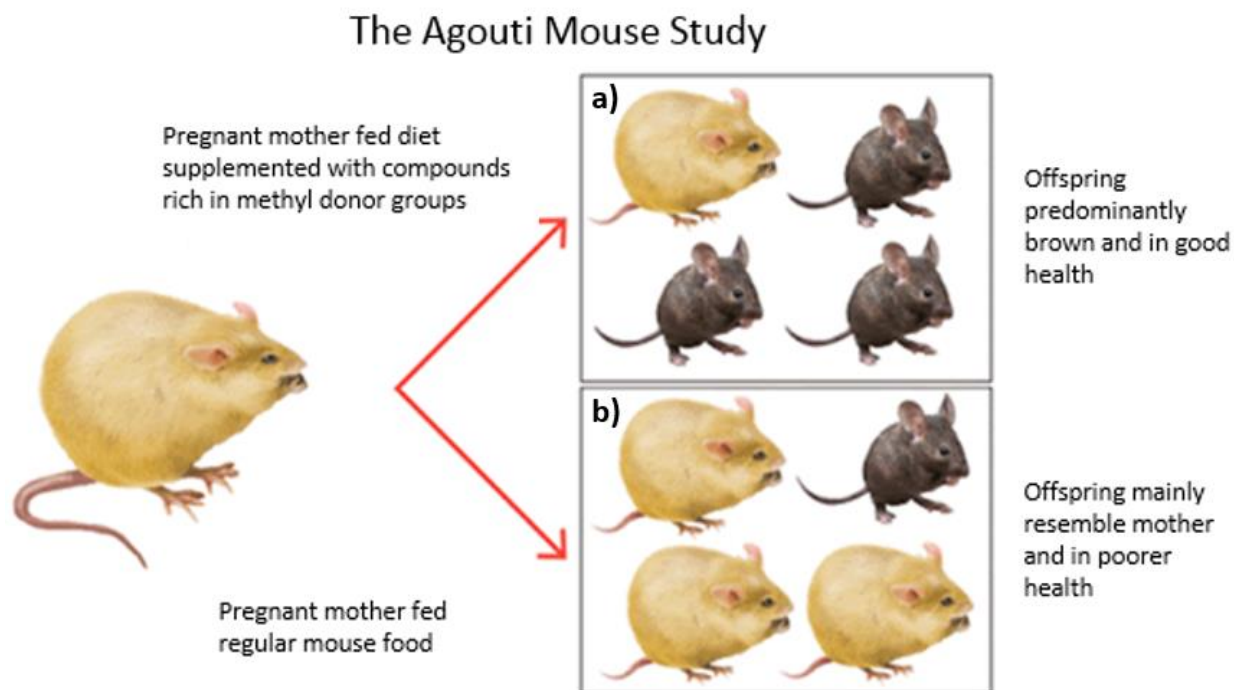 The Agouti Mouse Study
Pregnant mother fed diet
supplemented with compounds
rich in methyl donor groups
a)
Offspring
predominantly
brown and in good
health
b)
Offspring mainly
resemble mother
and in poorer
health
Pregnant mother fed
regular mouse food